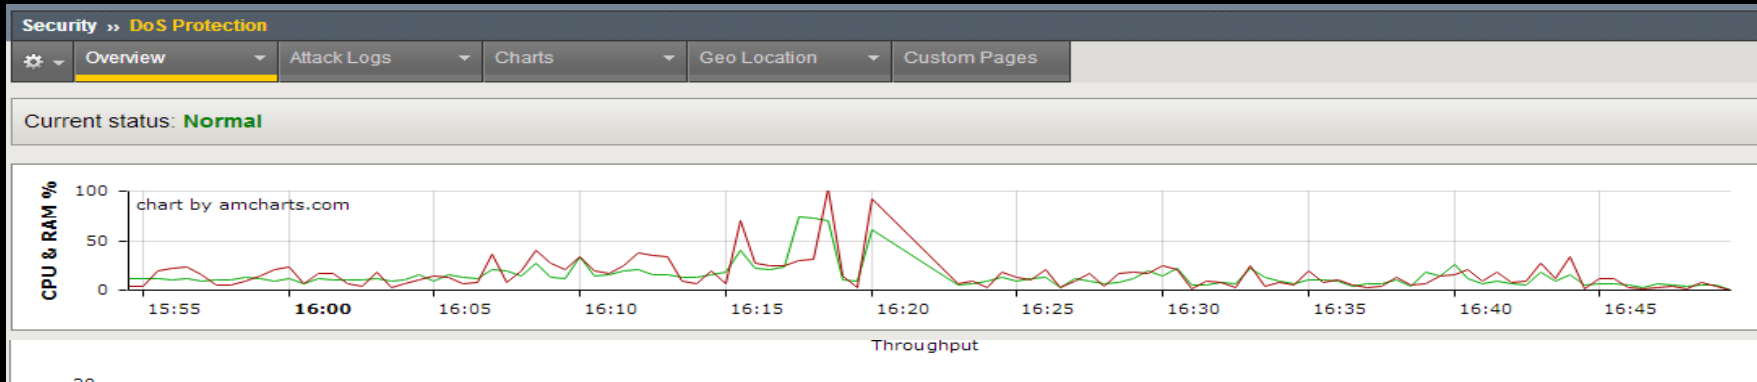 Security » DoS Protection
Overview Attack Logs Charts Geo Location Custom Pages
Current status: Normal
CPU & RAM %
100
chart by amcharts.com
50
0
15:55 16:00 16:05 16:10 16:15 16:20 16:25 16:30 16:35 16:40 16:45
Throughput